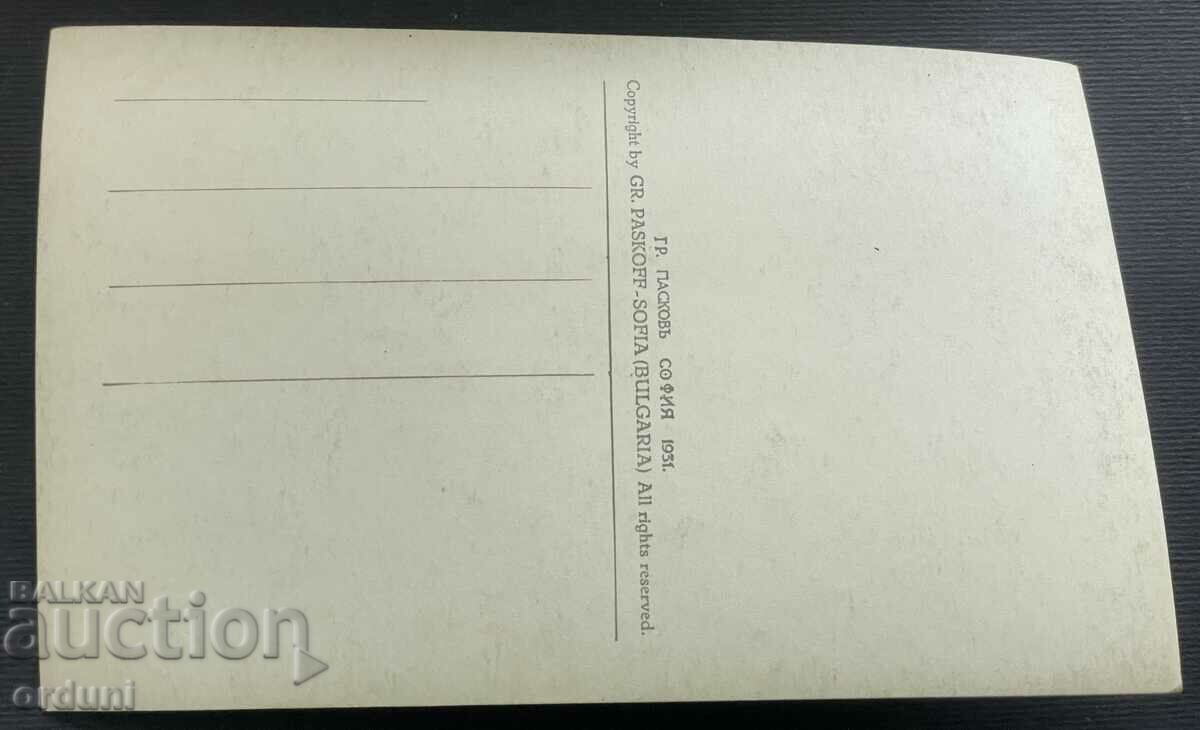 ГР. ПАСКОВЪ СОФИЯ 1931.
Copyright by GR. PASKOFF-SOFIA (BULGARIA) All rights reserved.
BALKAN
auction
orduni